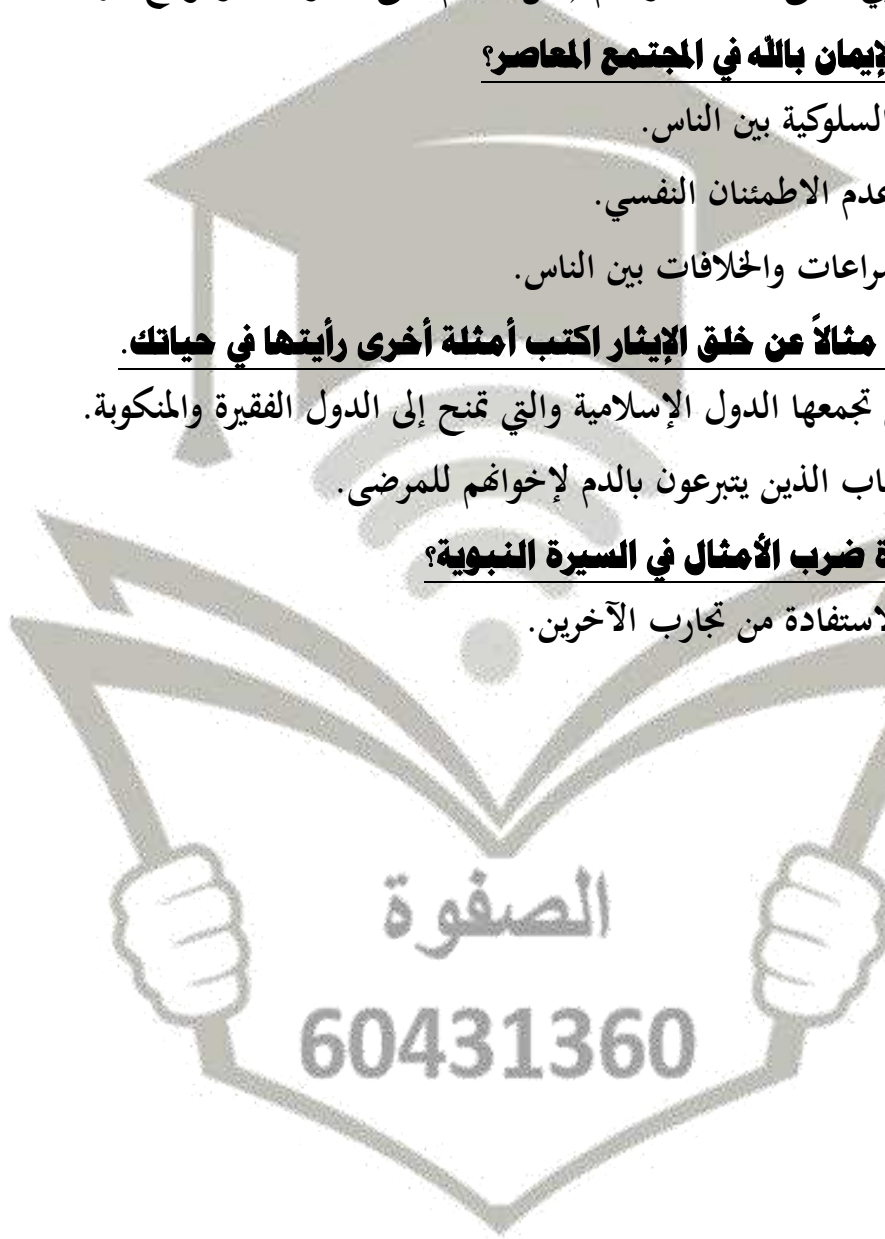 لإيمان بالله في المجتمع المعاصر؟
السلوكية بين الناس.
عدم الاطمئنان النفسي.
راعات والخلافات بين الناس.
مثالاً عن خلق الإيثار اكتب أمثلة أخرى رأيتها في حياتك.
تجمعها الدول الإسلامية والتي تمنح إلى الدول الفقيرة والمنكوبة.
اب الذين يتبرعون بالدم لإخوانهم للمرضى.
ة ضرب الأمثال في السيرة النبوية؟
لاستفادة من تجارب الآخرين.
الصفوة
60431360